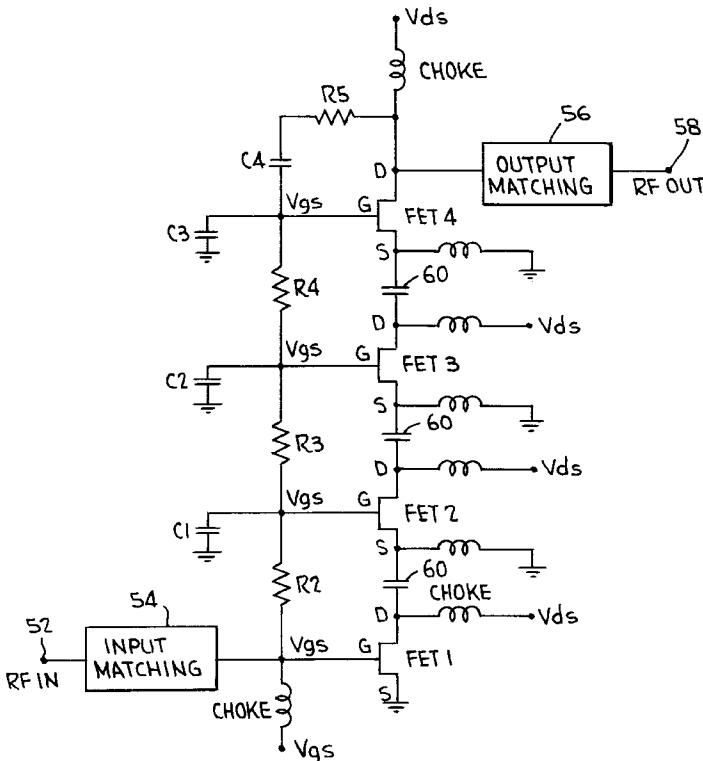 Vds
CHOKE
R5
56
58
C4
D
OUTPUT
MATCHING
RF OUT
Vgs
G
FET 4
C3
S
60
R4
D
Vds
Vgs
G
FET 3
C2
S
60
R3
D
Vds
Vgs
G
FET 2
C1
S
60
CHOKE
R2
54
52
D
Vds
INPUT
MATCHING
Vgs
G
FET 1
RF IN
S
CHOKE
Vgs